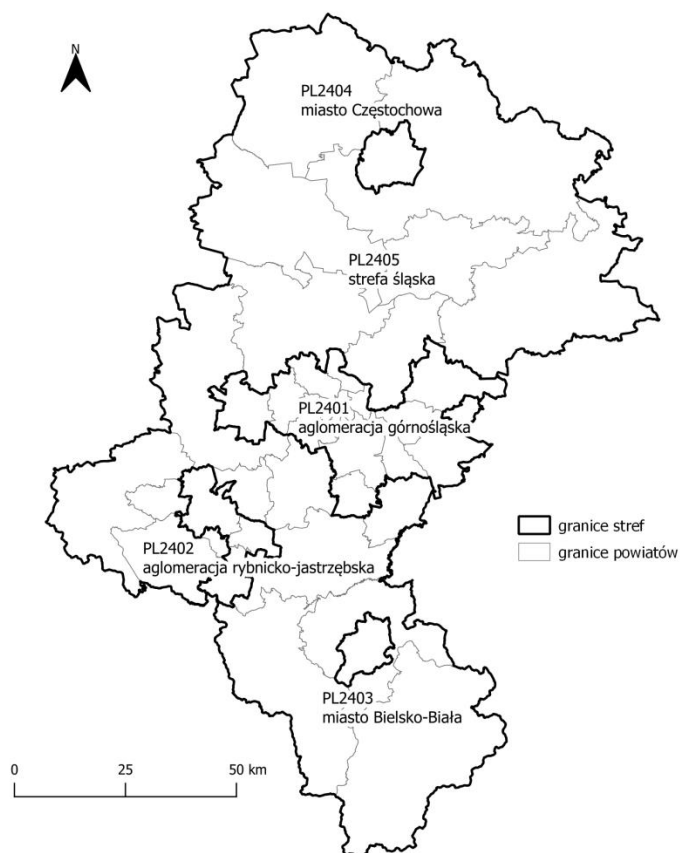 N
PL2404
miasto Częstochowa
PL2405
strefa śląska
PL2401
aglomeracja górnośląska
granice stref
granice powiatów
PL2402
aglomeracja rybnicko-jastrzębska
PL2403
miasto Bielsko-Biała
0 25 50 km